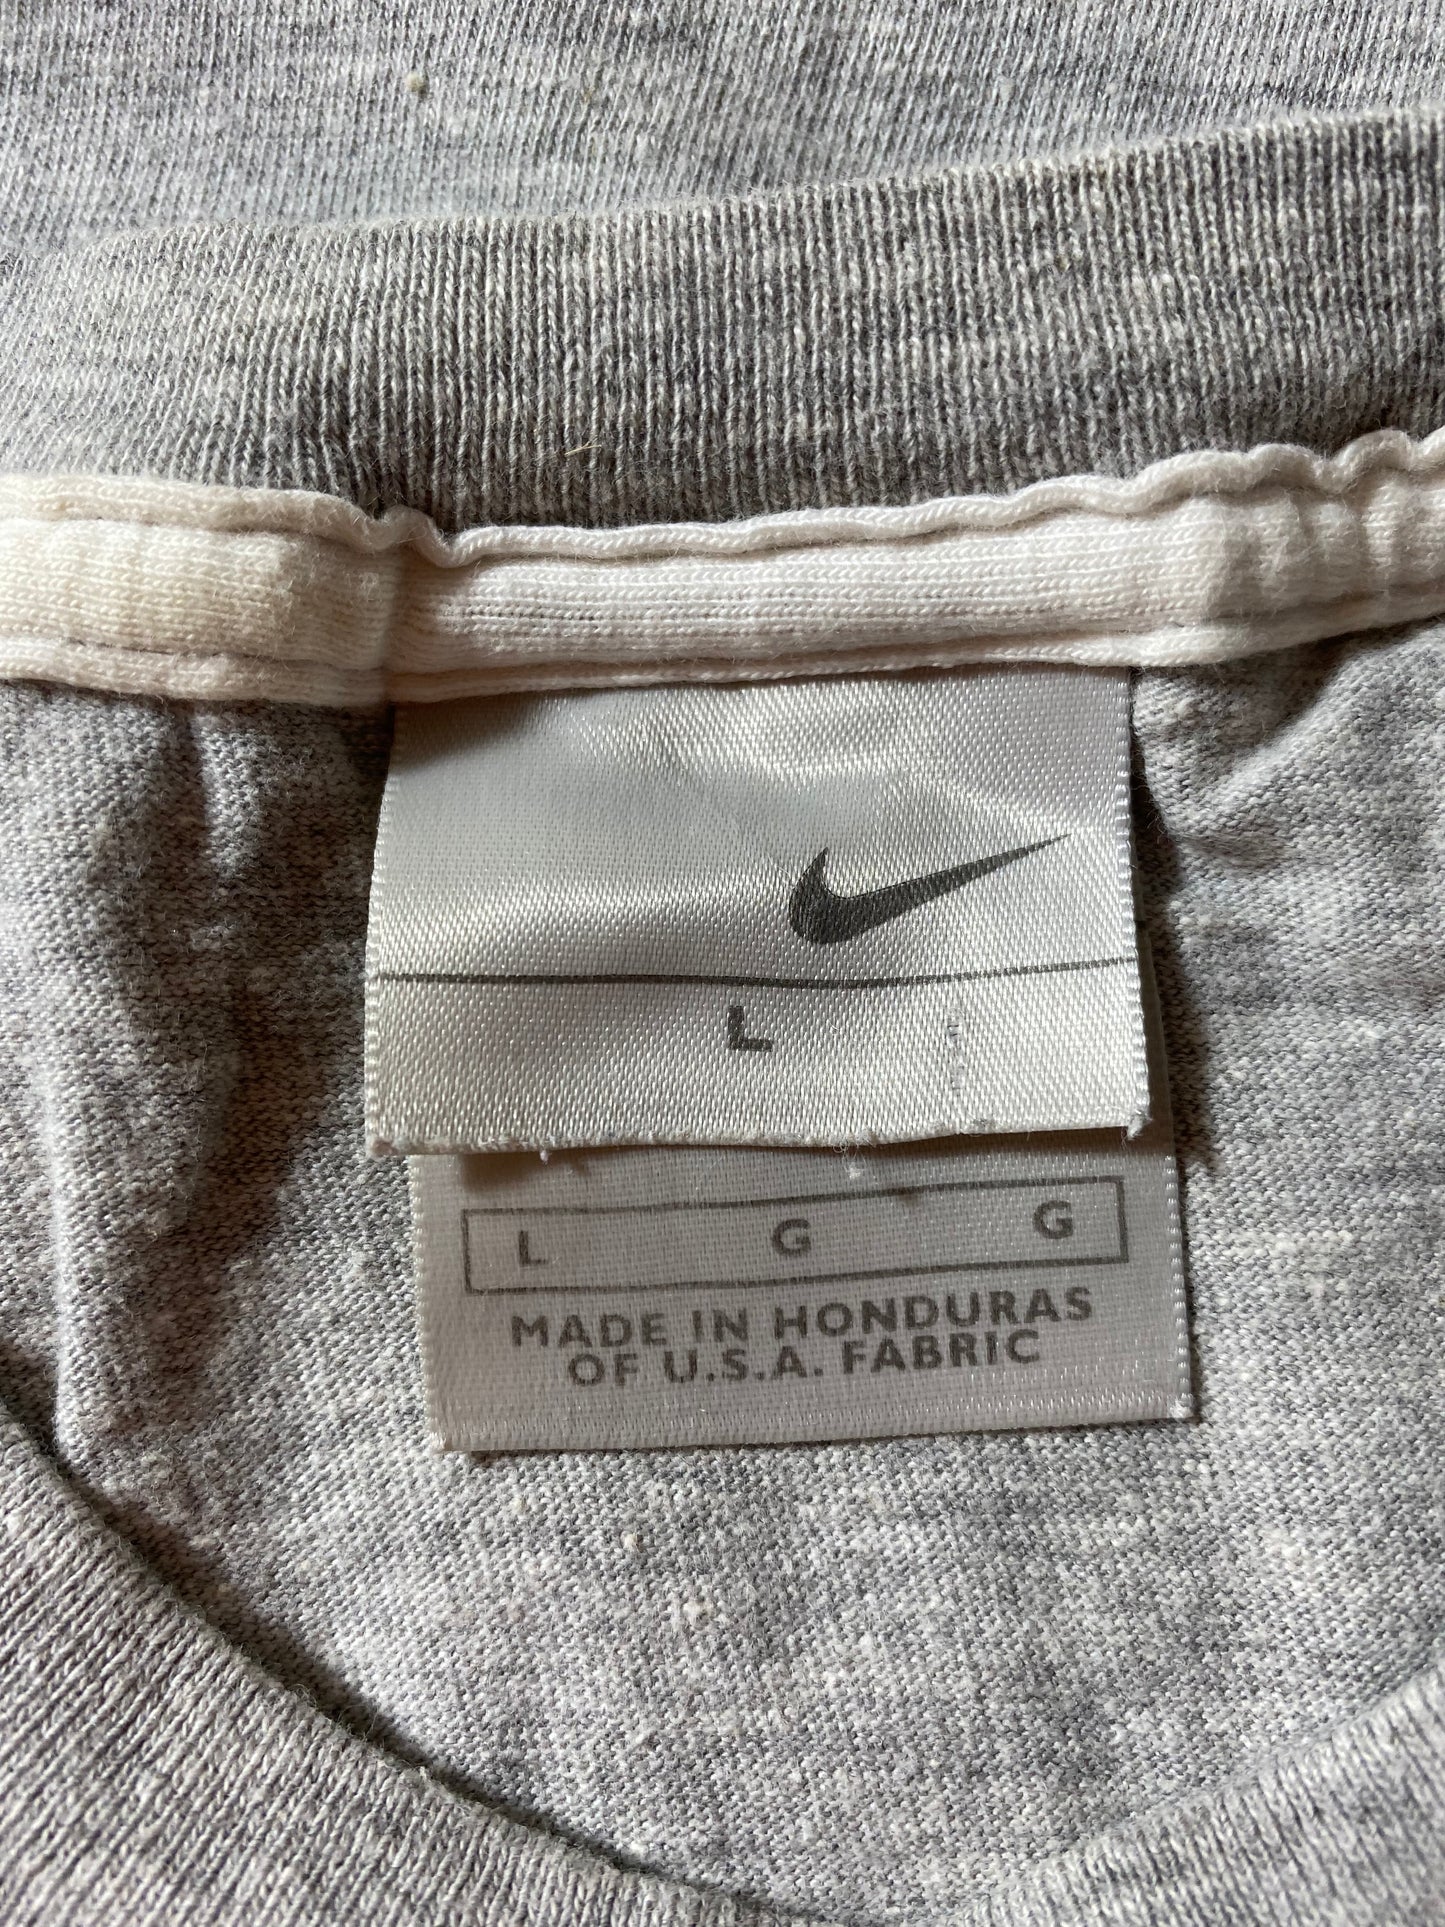 L
L G G
MADE IN HONDURAS
OF U.S.A. FABRIC